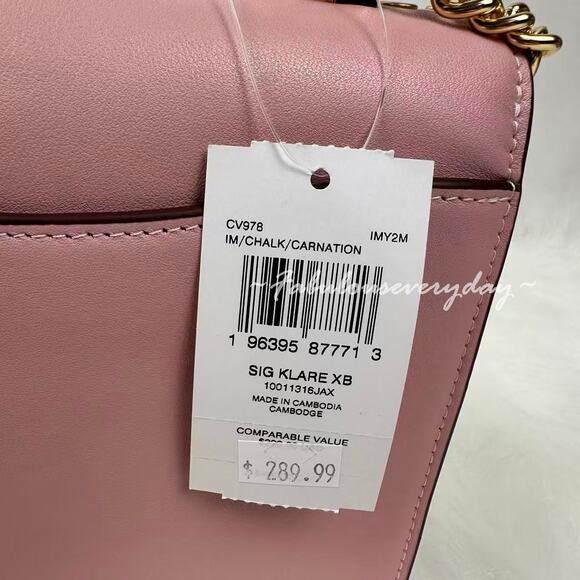 CV978 IMY2M
IM/CHALK/CARNATION
~Fabulouseveryday~
1 96395 87771 3
SIG KLARE XB
10011316JAX
MADE IN CAMBODIA
CAMBODGE
COMPARABLE VALUE
$ 289.99